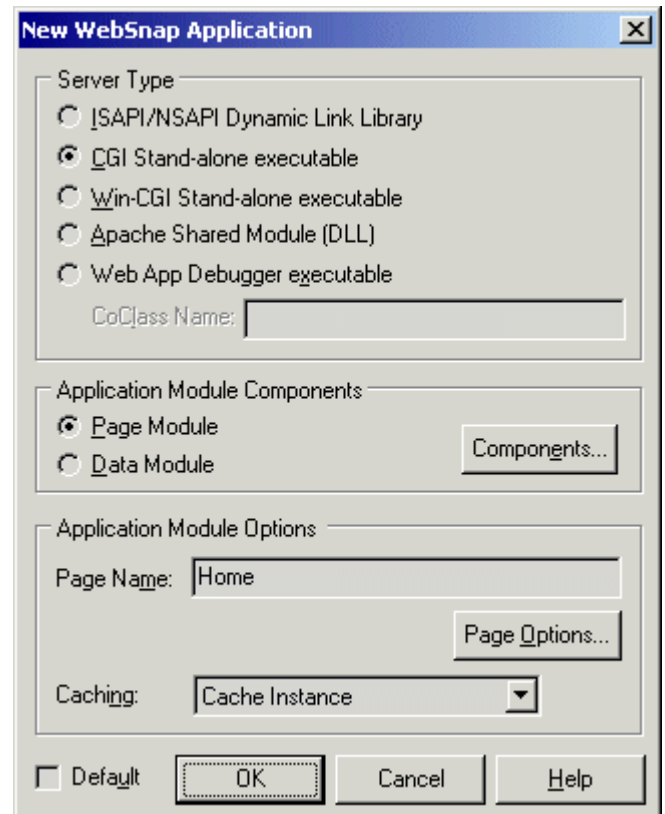 New WebSnap Application
Server Type
ISAPI/NSAPI Dynamic Link Library
CGI Stand-alone executable
Win-CGI Stand-alone executable
Apache Shared Module (DLL)
Web App Debugger executable
CoClass Name:
Application Module Components
Page Module
Components...
Data Module
Application Module Options
Page Name: Home
Page Options...
Caching: Cache Instance
Default OK Cancel Help